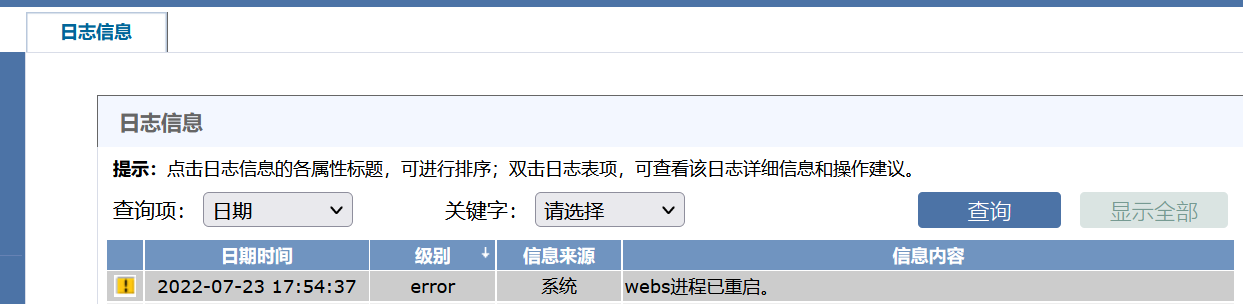 日志信息
日志信息
提示：点击日志信息的各属性标题，可进行排序；双击日志表项，可查看该日志详细信息和操作建议。
查询项： 日期 关键字： 请选择 查询 显示全部
日期时间 级别 信息来源 信息内容
2022-07-23 17:54:37 error 系统 webs进程已重启。